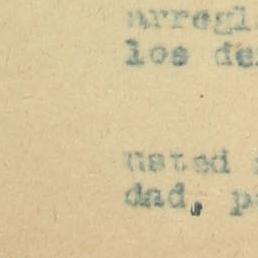 arregl
los de
usted
dad, p